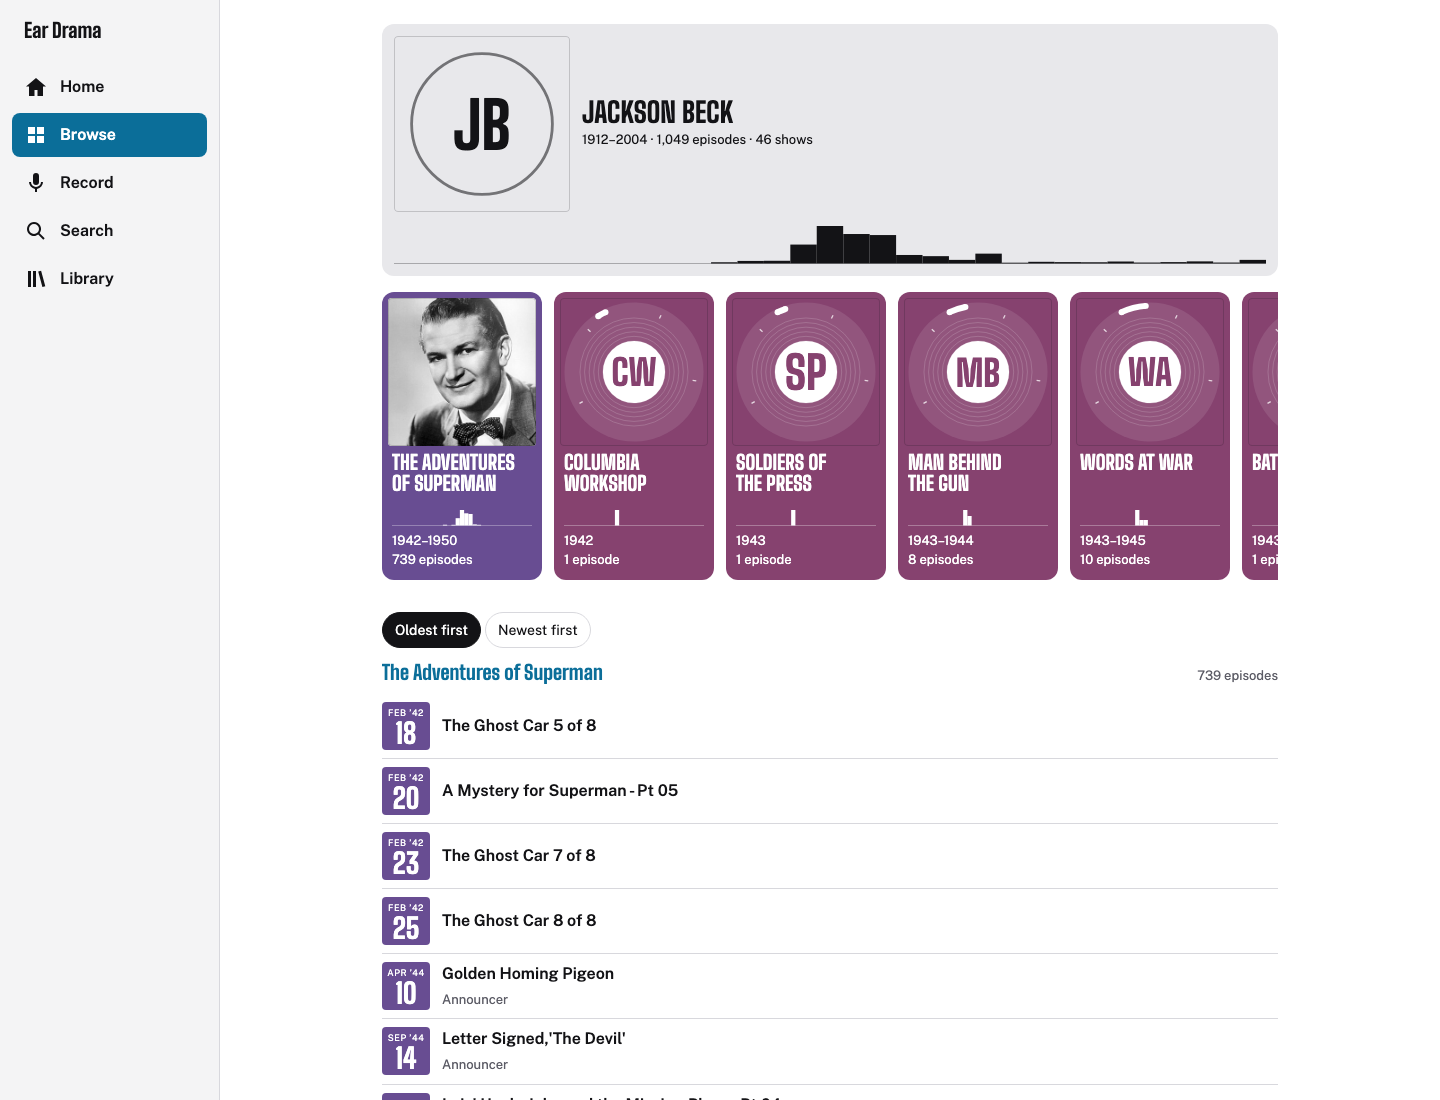 Ear Drama
Home
Browse
Record
Search
Library
JB
JACKSON BECK
1912–2004 · 1,049 episodes · 46 shows
THE ADVENTURES
OF SUPERMAN
1942–1950
739 episodes
CW
COLUMBIA
WORKSHOP
1942
1 episode
SP
SOLDIERS OF
THE PRESS
1943
1 episode
MB
MAN BEHIND
THE GUN
1943–1944
8 episodes
WA
WORDS AT WAR
1943–1945
10 episodes
BAT
1943
1 epi
Oldest first
Newest first
The Adventures of Superman
739 episodes
FEB '42
18
The Ghost Car 5 of 8
FEB '42
20
A Mystery for Superman - Pt 05
FEB '42
23
The Ghost Car 7 of 8
FEB '42
25
The Ghost Car 8 of 8
APR '44
10
Golden Homing Pigeon
Announcer
SEP '44
14
Letter Signed,'The Devil'
Announcer